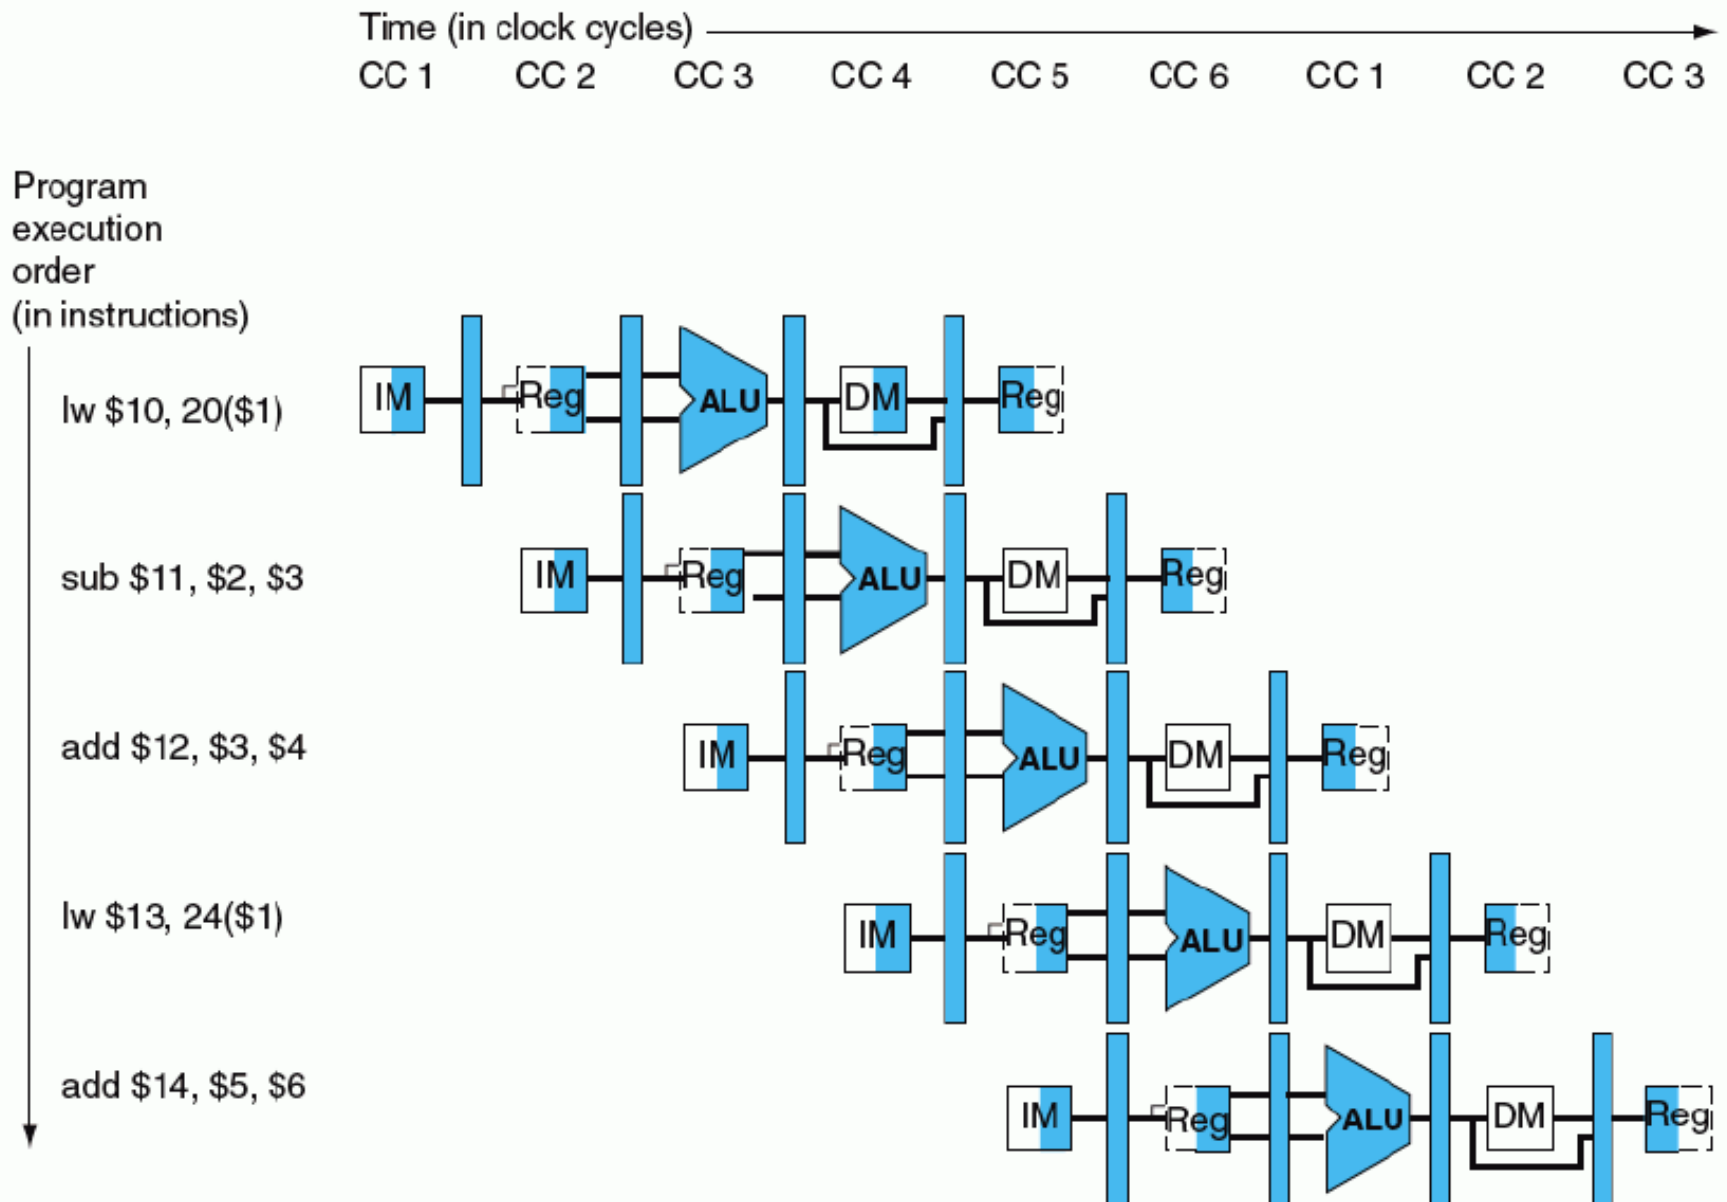 Time (in clock cycles)
CC 1 CC 2 CC 3 CC 4 CC 5 CC 6 CC 1 CC 2 CC 3
Program
execution
order
(in instructions)
lw $10, 20($1)
IM Reg ALU DM Reg
sub $11, $2, $3
IM Reg ALU DM Reg
add $12, $3, $4
IM Reg ALU DM Reg
lw $13, 24($1)
IM Reg ALU DM Reg
add $14, $5, $6
IM Reg ALU DM Reg